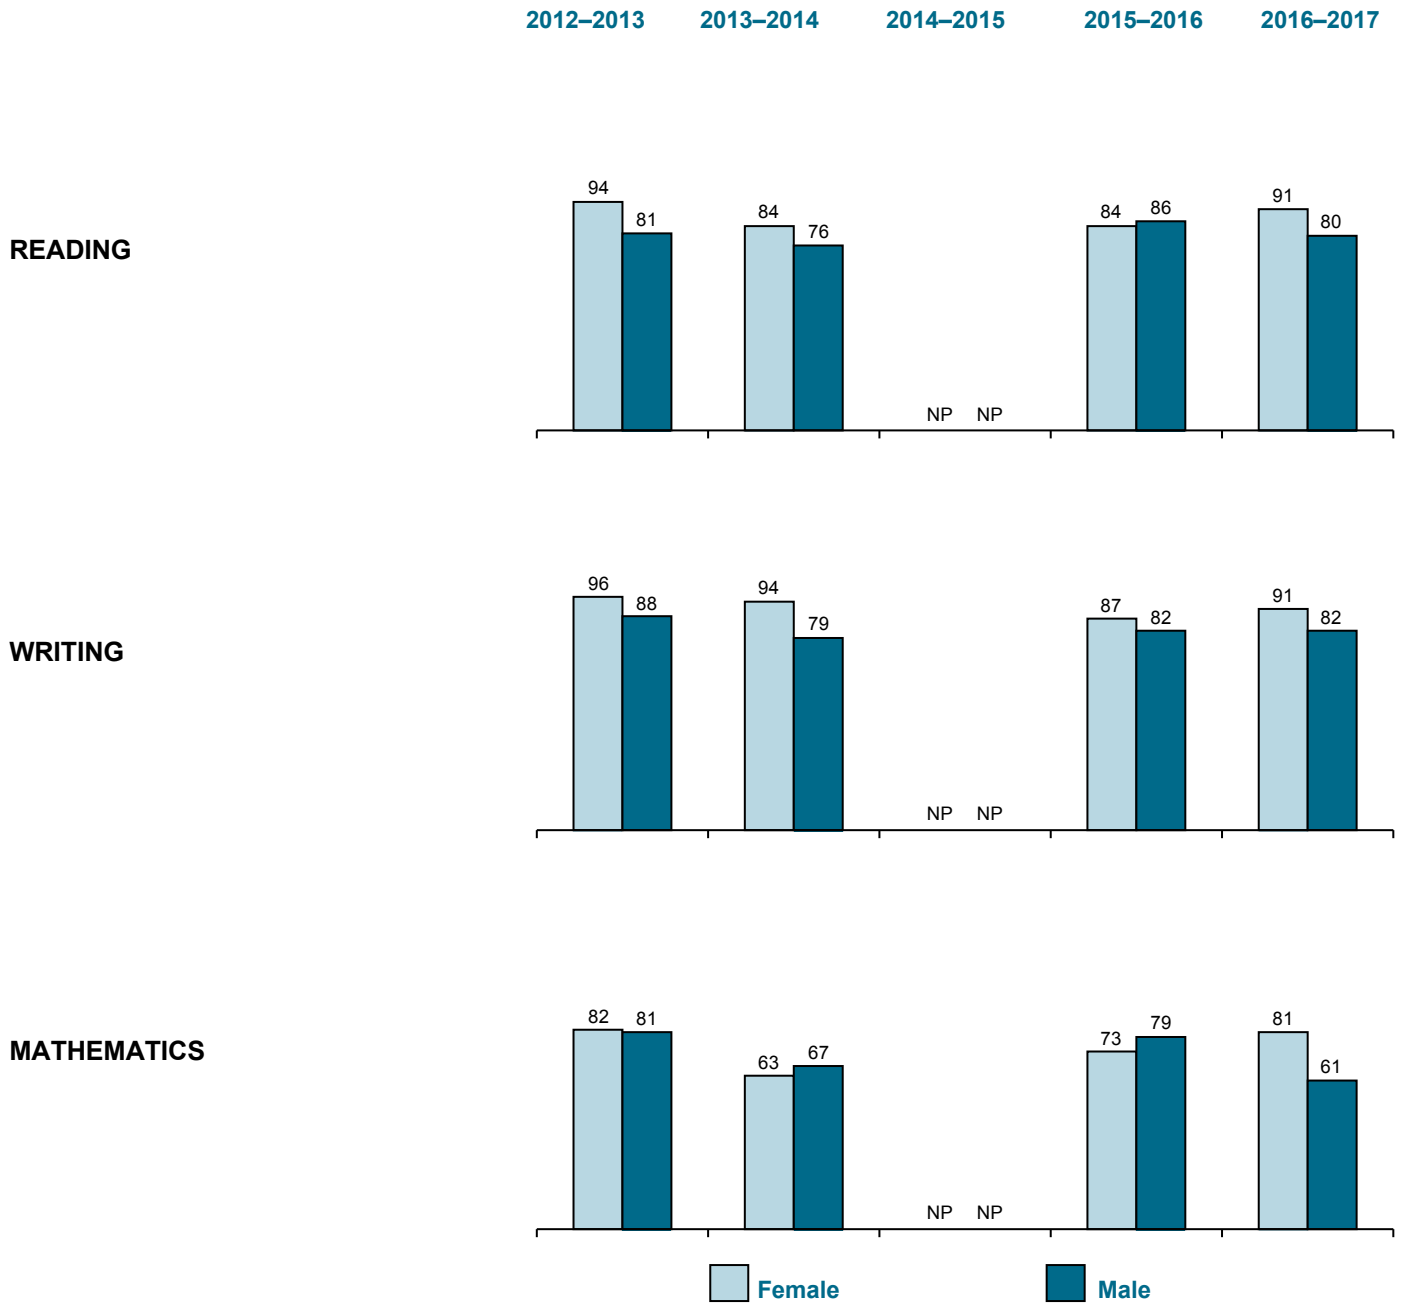 2012–2013 2013–2014 2014–2015 2015–2016 2016–2017
READING
94 81 84 76 NP NP 84 86 91 80
WRITING
96 88 94 79 NP NP 87 82 91 82
MATHEMATICS
82 81 63 67 NP NP 73 79 81 61
Female Male